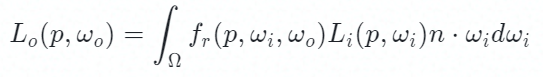 L_o(p, ω_o) = ∫_Ω f_r(p, ω_i, ω_o)L_i(p, ω_i)n · ω_i dω_i